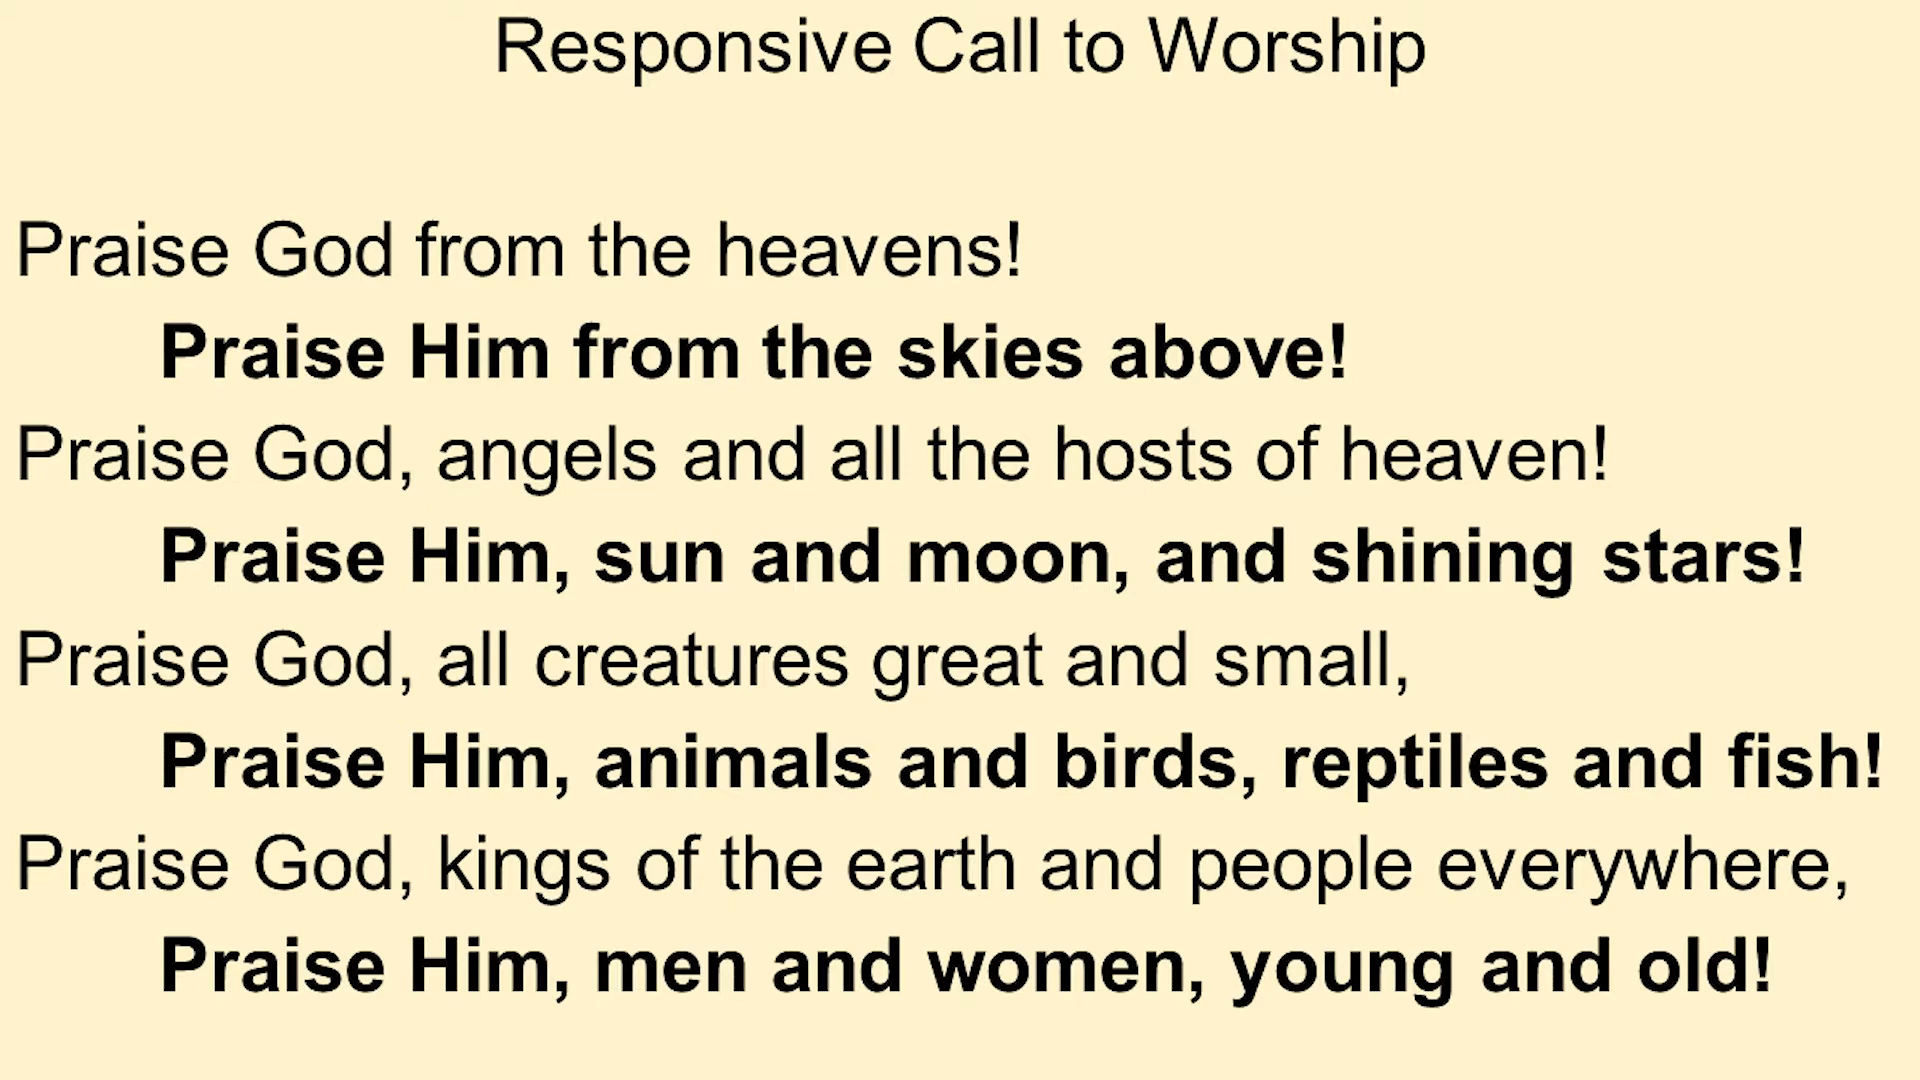 Responsive Call to Worship
Praise God from the heavens!
Praise Him from the skies above!
Praise God, angels and all the hosts of heaven!
Praise Him, sun and moon, and shining stars!
Praise God, all creatures great and small,
Praise Him, animals and birds, reptiles and fish!
Praise God, kings of the earth and people everywhere,
Praise Him, men and women, young and old!